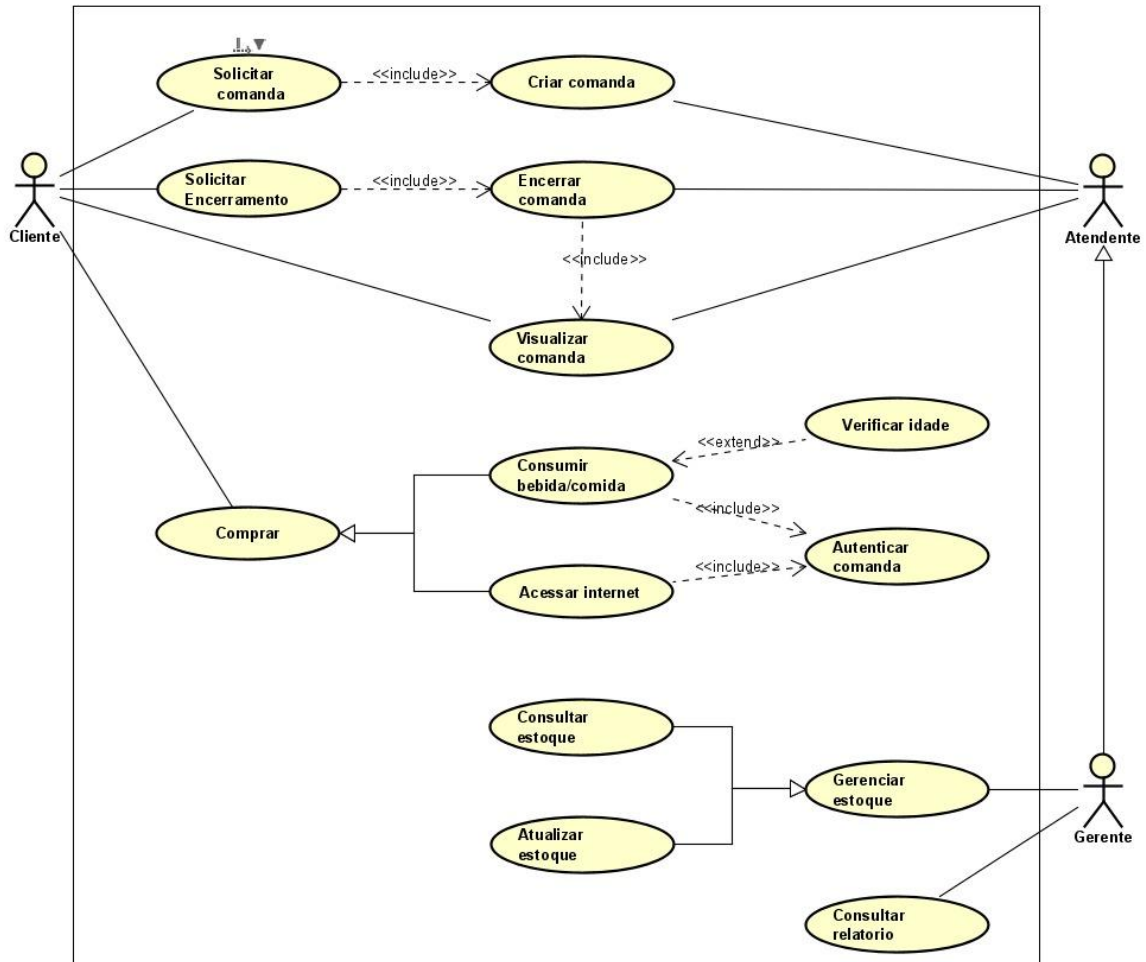 Solicitar
comanda
<<include>>
Criar comanda
Cliente
Solicitar
Encerramento
<<include>>
Encerrar
comanda
Atendente
<<include>>
Visualizar
comanda
Verificar idade
<<extend>>
Consumir
bebida/comida
<<include>>
Comprar
Autenticar
comanda
<<include>>
Acessar internet
Consultar
estoque
Gerenciar
estoque
Atualizar
estoque
Gerente
Consultar
relatorio